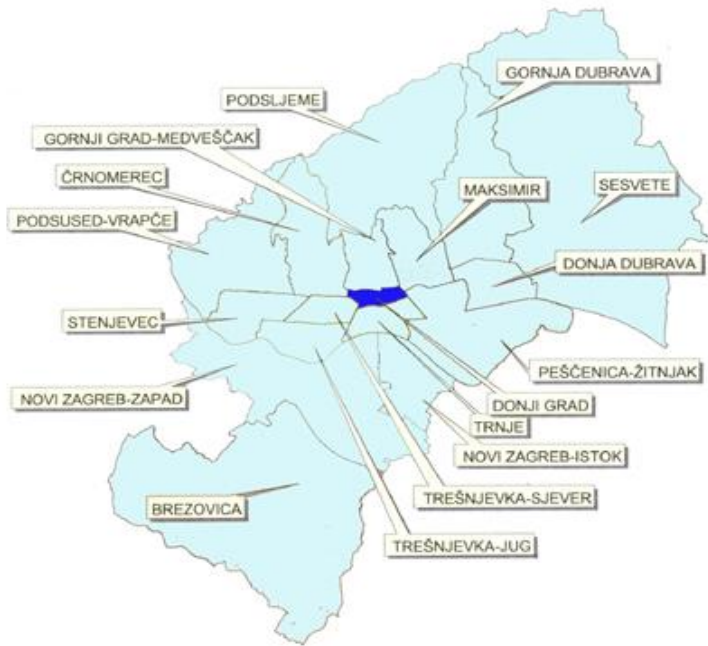 GORNJA DUBRAVA
PODSLJEME
GORNJI GRAD-MEDVEŠČAK
ČRNOMEREC
MAKSIMIR
SESVETE
PODSUSED-VRAPČE
DONJA DUBRAVA
STENJEVEC
PEŠČENICA-ŽITNJAK
NOVI ZAGREB-ZAPAD
DONJI GRAD
TRNJE
NOVI ZAGREB-ISTOK
TREŠNJEVKA-SJEVER
BREZOVICA
TREŠNJEVKA-JUG